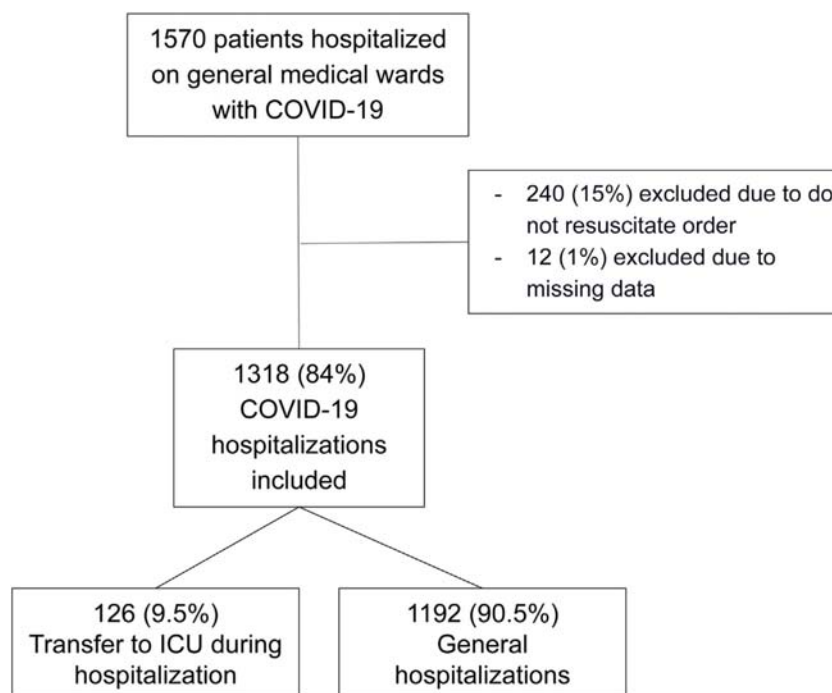 1570 patients hospitalized
on general medical wards
with COVID-19
- 240 (15%) excluded due to do
not resuscitate order
- 12 (1%) excluded due to
missing data
1318 (84%)
COVID-19
hospitalizations
included
126 (9.5%)
Transfer to ICU during
hospitalization
1192 (90.5%)
General
hospitalizations